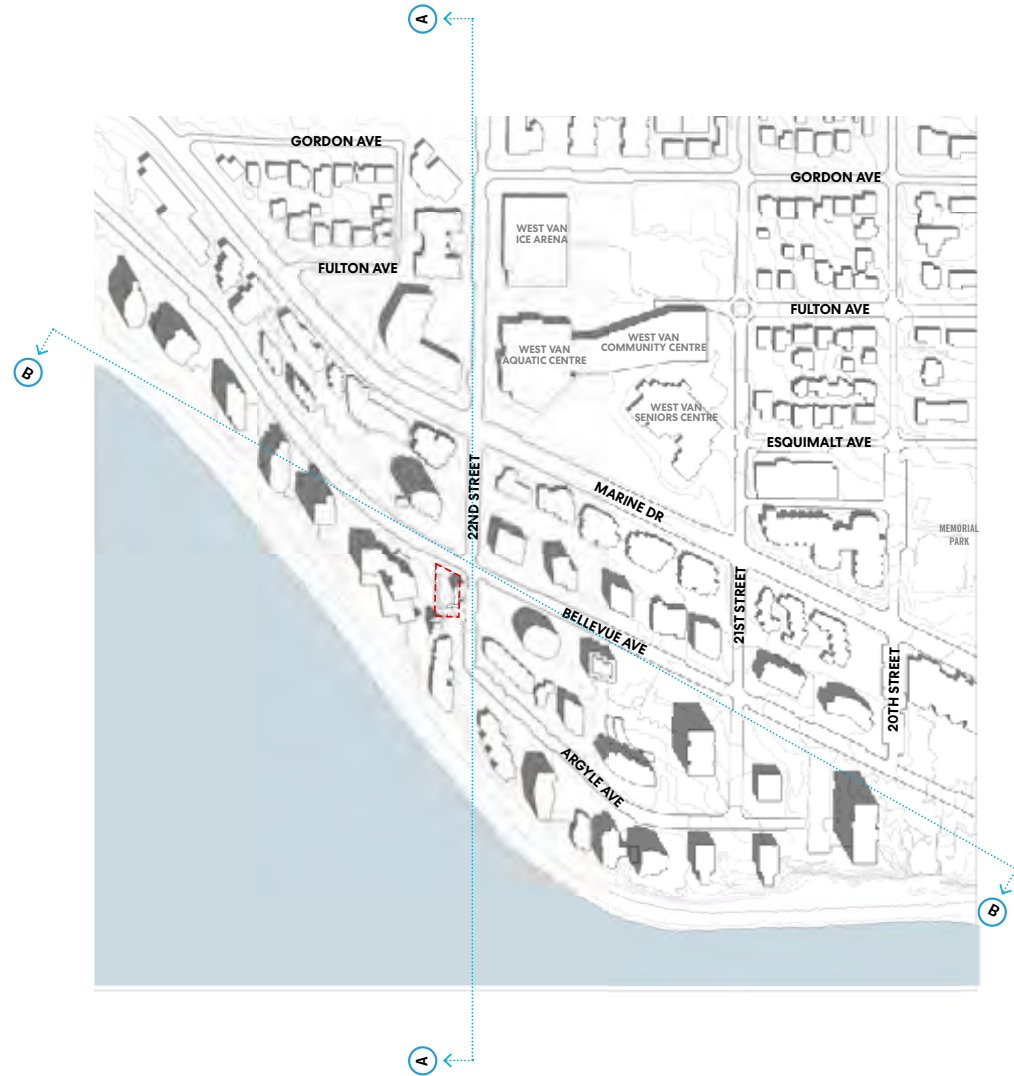 A
GORDON AVE
GORDON AVE
WEST VAN
ICE ARENA
FULTON AVE
FULTON AVE
WEST VAN
AQUATIC CENTRE
WEST VAN
COMMUNITY CENTRE
B
WEST VAN
SENIORS CENTRE
ESQUIMALT AVE
22ND STREET
MARINE DR
MEMORIAL
PARK
21ST STREET
BELLEVUE AVE
20TH STREET
ARGYLE AVE
B
A